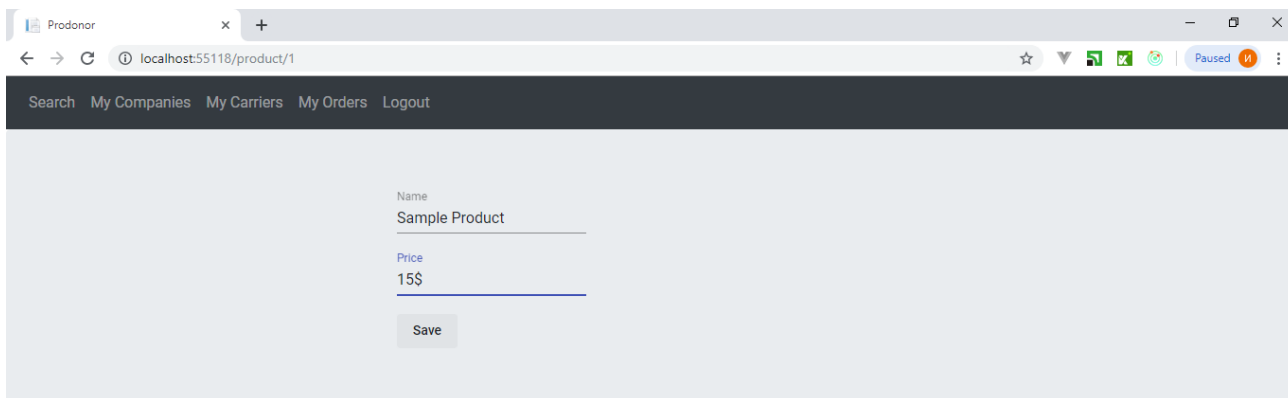 Prodonor
localhost:55118/product/1
Paused И
Search My Companies My Carriers My Orders Logout
Name
Sample Product
Price
15$
Save